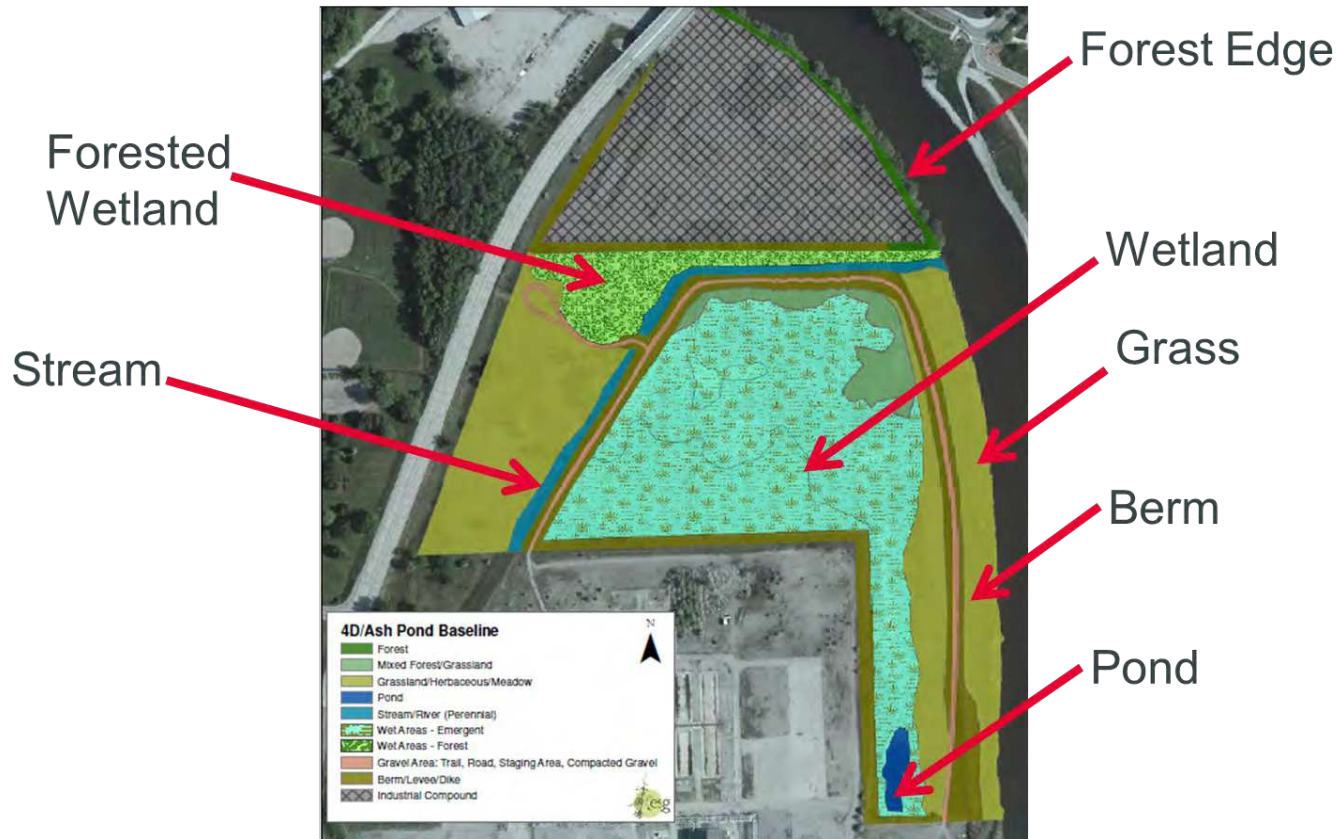 Forest Edge
Forested
Wetland
Wetland
Grass
Stream
Berm
Pond
4D/Ash Pond Baseline
N
Forest
Mixed Forest/Grassland
Grassland/Herbaceous/Meadow
Pond
Stream/River (Perennial)
Wet Areas - Emergent
Wet Areas - Forest
Gravel Area: Trail, Road, Staging Area, Compacted Gravel
Berm/Levee/Dike
Industrial Compound
esg